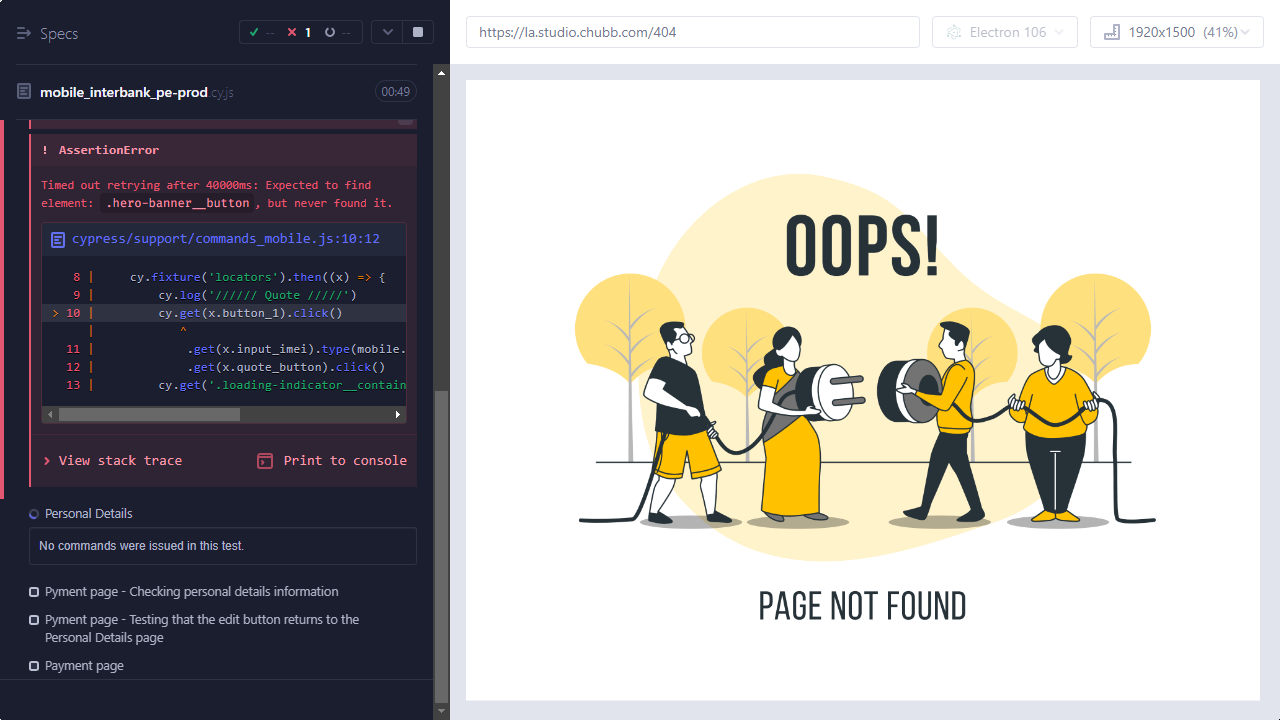 Specs
-- 1 --
mobile_interbank_pe-prod.cy.js 00:49
! AssertionError
Timed out retrying after 40000ms: Expected to find
element: .hero-banner__button, but never found it.
cypress/support/commands_mobile.js:10:12
8 | cy.fixture('locators').then((x) => {
9 | cy.log('////// Quote /////')
> 10 | cy.get(x.button_1).click()
| ^
11 | .get(x.input_imei).type(mobile.
12 | .get(x.quote_button).click()
13 | cy.get('.loading-indicator__contain
> View stack trace
Print to console
Personal Details
No commands were issued in this test.
Pyment page - Checking personal details information
Pyment page - Testing that the edit button returns to the
Personal Details page
Payment page
https://la.studio.chubb.com/404
Electron 106
1920x1500 (41%)
OOPS!
PAGE NOT FOUND